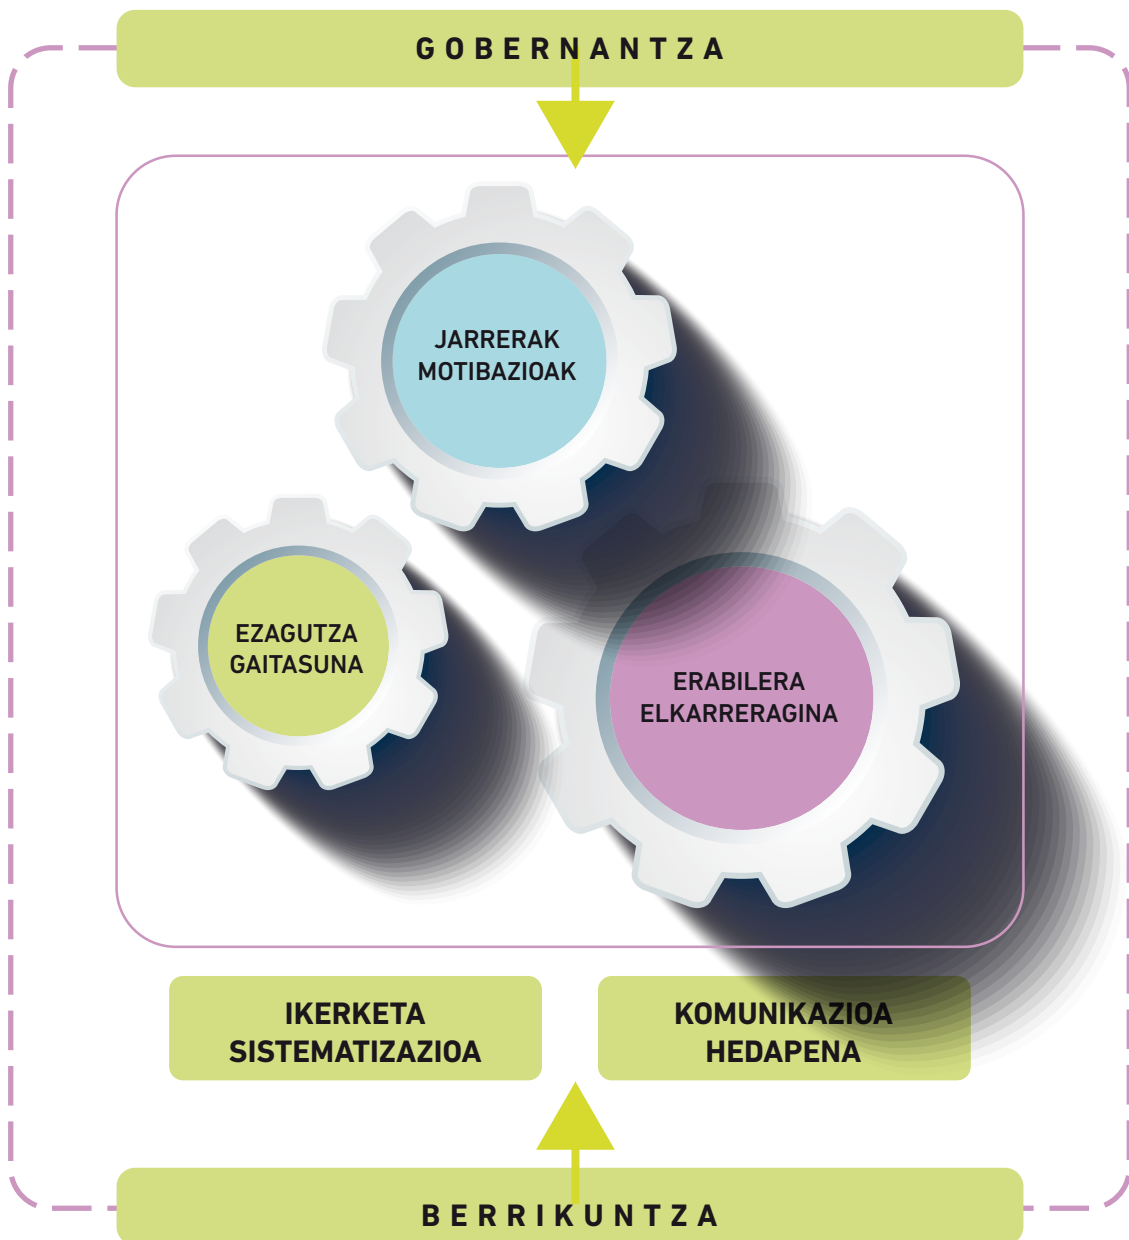 GOBERNANTZA
JARRERAK
MOTIBAZIOAK
EZAGUTZA
GAITASUNA
ERABILERA
ELKARRERAGINA
IKERKETA
SISTEMATIZAZIOA
KOMUNIKAZIOA
HEDAPENA
BERRIKUNTZA